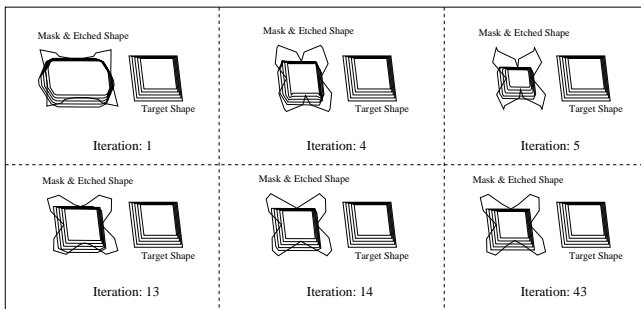 Mask & Etched Shape
Target Shape
Iteration: 1
Mask & Etched Shape
Target Shape
Iteration: 4
Mask & Etched Shape
Target Shape
Iteration: 5
Mask & Etched Shape
Target Shape
Iteration: 13
Mask & Etched Shape
Target Shape
Iteration: 14
Mask & Etched Shape
Target Shape
Iteration: 43